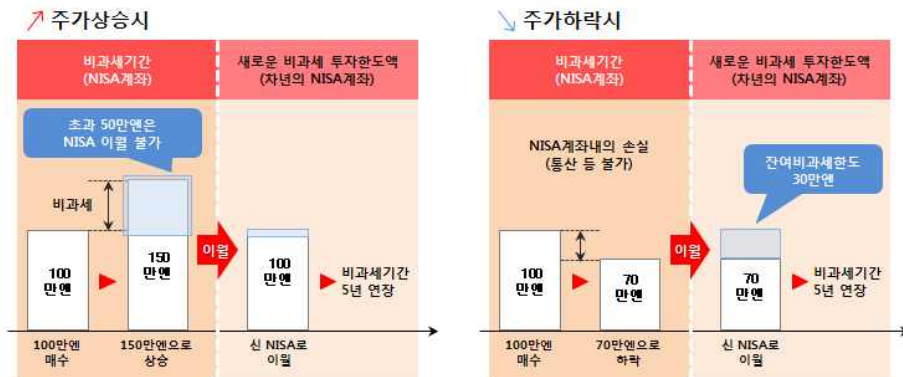 주가상승시
비과세기간
(NISA계좌)
새로운 비과세 투자한도액
(차년의 NISA계좌)
초과 50만엔은
NISA 이월 불가
비과세
100
만엔
150
만엔
이월
100
만엔
비과세기간
5년 연장
100만엔
매수
150만엔으로
상승
신 NISA로
이월
주가하락시
비과세기간
(NISA계좌)
새로운 비과세 투자한도액
(차년의 NISA계좌)
NISA계좌내의 손실
(통산 등 불가)
잔여비과세한도
30만엔
100
만엔
70
만엔
이월
70
만엔
비과세기간
5년 연장
100만엔
매수
70만엔으로
하락
신 NISA로
이월